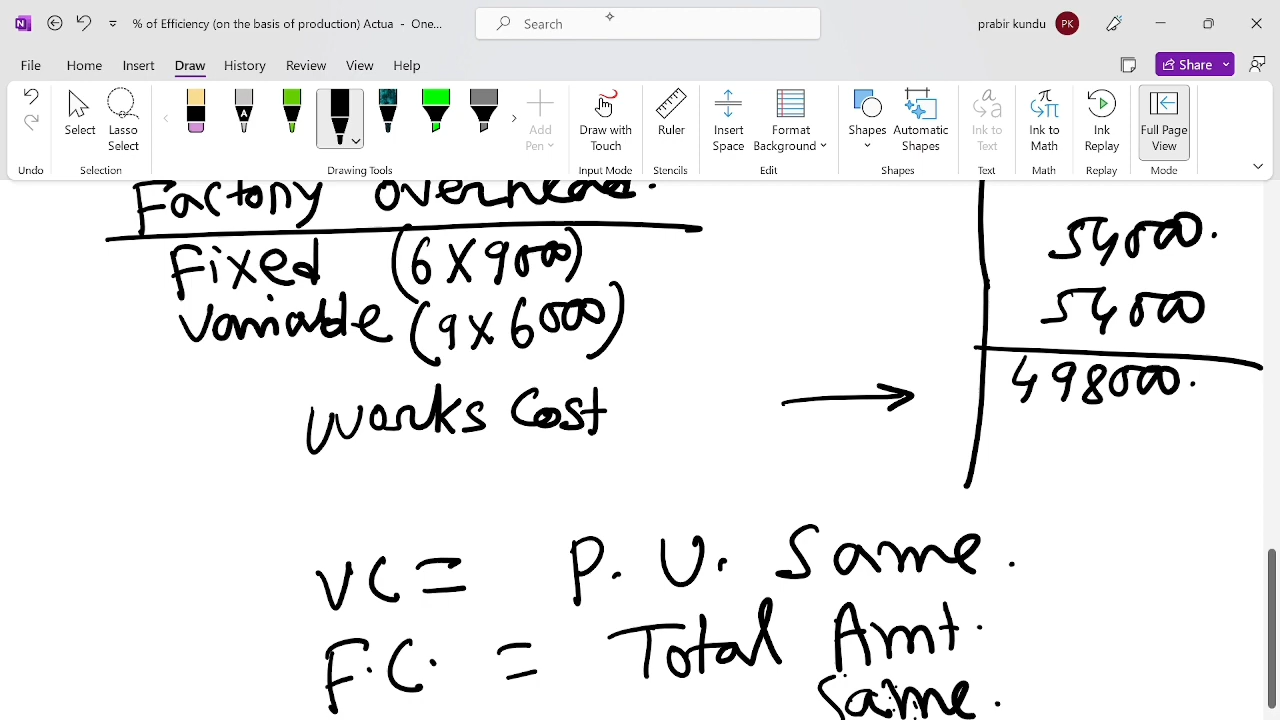 % of Efficiency (on the basis of production) Actua - One...
Search
prabir kundu
PK
File Home Insert Draw History Review View Help
Share
Undo
Select
Lasso Select
Selection
Drawing Tools
Add Pen
Draw with Touch
Input Mode
Ruler
Stencils
Insert Space
Format Background
Edit
Shapes
Automatic Shapes
Shapes
Ink to Text
Text
Ink to Math
Math
Ink Replay
Replay
Full Page View
Mode
Factory overhead.
54000.
Fixed (6 X 9000)
Variable (9 X 6000)
54000
Works Cost → 498000.
VC = P. U. Same.
F.C. = Total Amt. Same.